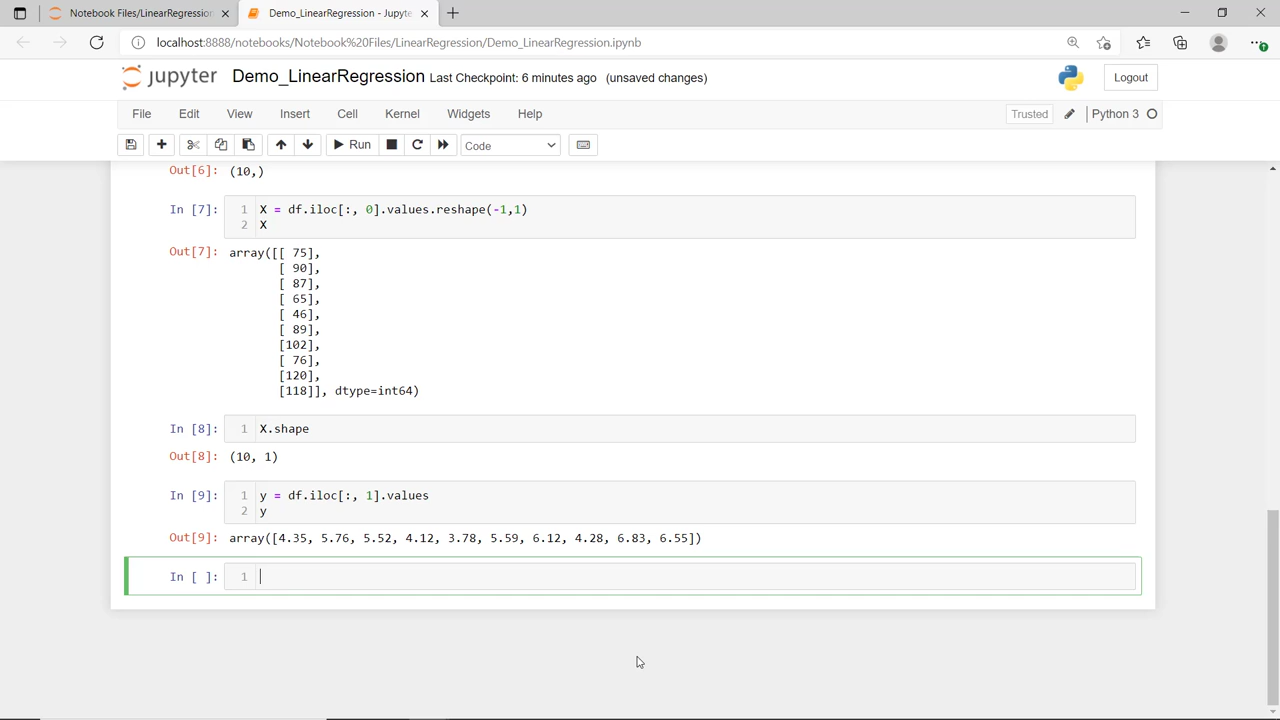 Notebook Files/LinearRegression
Demo_LinearRegression - Jupyte
localhost:8888/notebooks/Notebook%20Files/LinearRegression/Demo_LinearRegression.ipynb
jupyter Demo_LinearRegression Last Checkpoint: 6 minutes ago (unsaved changes) Logout
File Edit View Insert Cell Kernel Widgets Help Trusted Python 3
Run Code
Out[6]: (10,)
In [7]: 1 X = df.iloc[:, 0].values.reshape(-1,1)
2 X
Out[7]: array([[ 75],
[ 90],
[ 87],
[ 65],
[ 46],
[ 89],
[102],
[ 76],
[120],
[118]], dtype=int64)
In [8]: 1 X.shape
Out[8]: (10, 1)
In [9]: 1 y = df.iloc[:, 1].values
2 y
Out[9]: array([4.35, 5.76, 5.52, 4.12, 3.78, 5.59, 6.12, 4.28, 6.83, 6.55])
In [ ]: 1